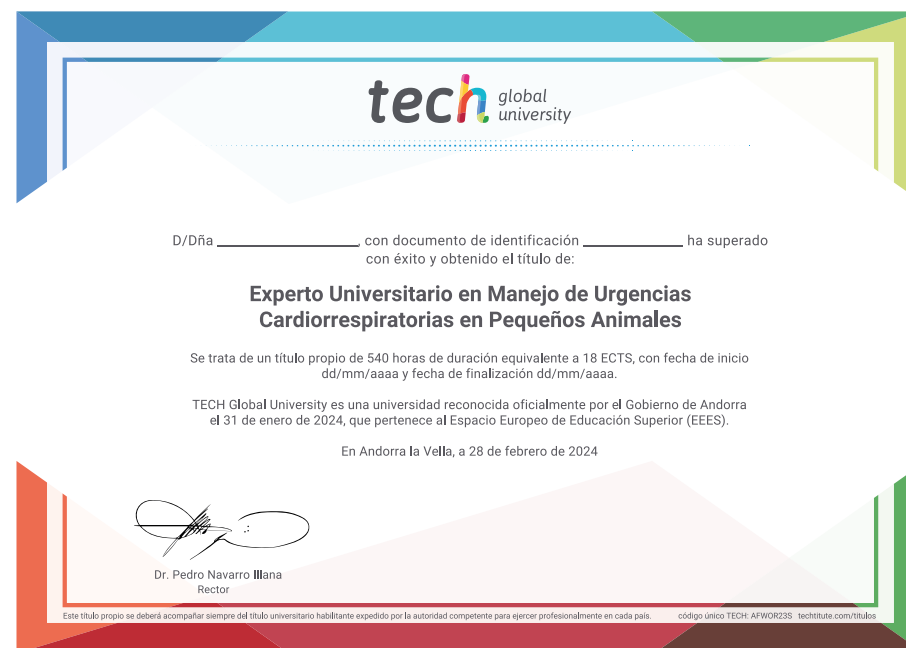 tech global university
D/Dña ____________________, con documento de identificación ______________ ha superado
con éxito y obtenido el título de:
Experto Universitario en Manejo de Urgencias
Cardiorrespiratorias en Pequeños Animales
Se trata de un título propio de 540 horas de duración equivalente a 18 ECTS, con fecha de inicio
dd/mm/aaaa y fecha de finalización dd/mm/aaaa.
TECH Global University es una universidad reconocida oficialmente por el Gobierno de Andorra
el 31 de enero de 2024, que pertenece al Espacio Europeo de Educación Superior (EEES).
En Andorra la Vella, a 28 de febrero de 2024
Dr. Pedro Navarro Illana
Rector
Este título propio se deberá acompañar siempre del título universitario habilitante expedido por la autoridad competente para ejercer profesionalmente en cada país. código único TECH: AFWOR23S techtitute.com/titulos